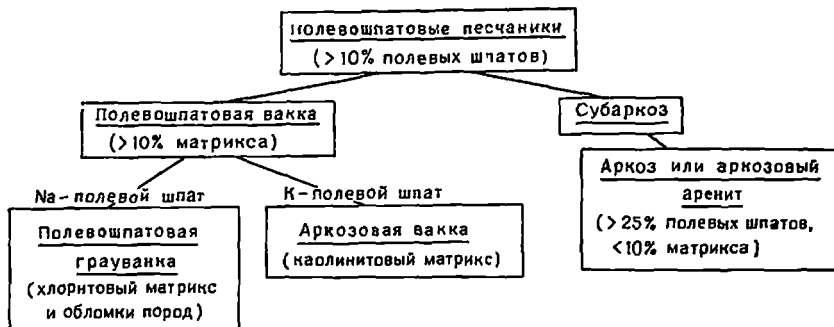 Полевошпатовые песчаники
(>10% полевых шпатов)
Полевошпатовая вакка
(>10% матрикса)
Субаркоз
Na-полевой шпат
К-полевой шпат
Полевошпатовая
грауванка
(хлоритовый матрикс
и обломки пород)
Аркозовая вакка
(каолинитовый матрикс)
Аркоз или аркозовый
аренит
(>25% полевых шпатов,
<10% матрикса)